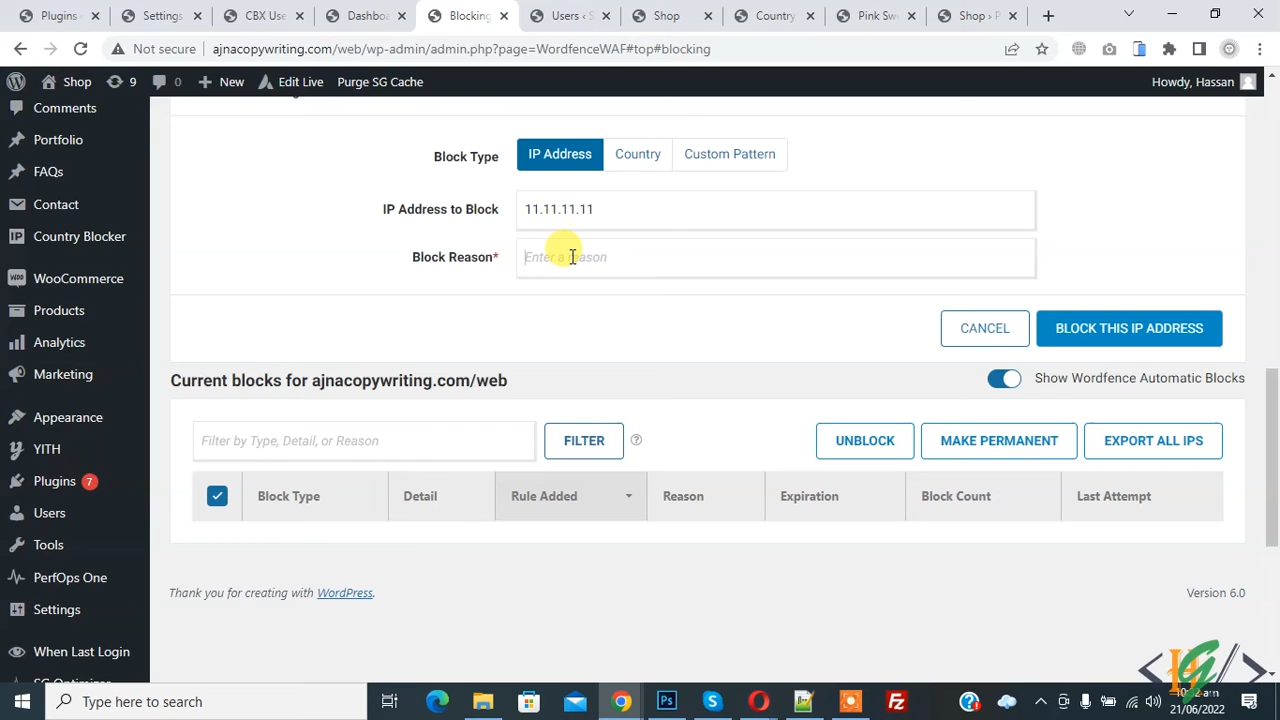 Plugins
Settings
CBX Use
Dashboa
Blocking
Users ‹ S
Shop
Country
Pink Sw
Shop › P
Not secure
ajnacopywriting.com/web/wp-admin/admin.php?page=WordfenceWAF#top#blocking
Shop
9
0
New
Edit Live
Purge SG Cache
Howdy, Hassan
Comments
Portfolio
FAQs
Contact
IP Country Blocker
WooCommerce
Products
Analytics
Marketing
Appearance
YITH
Plugins 7
Users
Tools
PerfOps One
Settings
When Last Login
Block Type
IP Address
Country
Custom Pattern
IP Address to Block
11.11.11.11
Block Reason*
Enter a reason
CANCEL
BLOCK THIS IP ADDRESS
Current blocks for ajnacopywriting.com/web
Show Wordfence Automatic Blocks
Filter by Type, Detail, or Reason
FILTER
UNBLOCK
MAKE PERMANENT
EXPORT ALL IPS
Block Type
Detail
Rule Added
Reason
Expiration
Block Count
Last Attempt
Thank you for creating with WordPress.
Version 6.0
Type here to search
21/06/2022